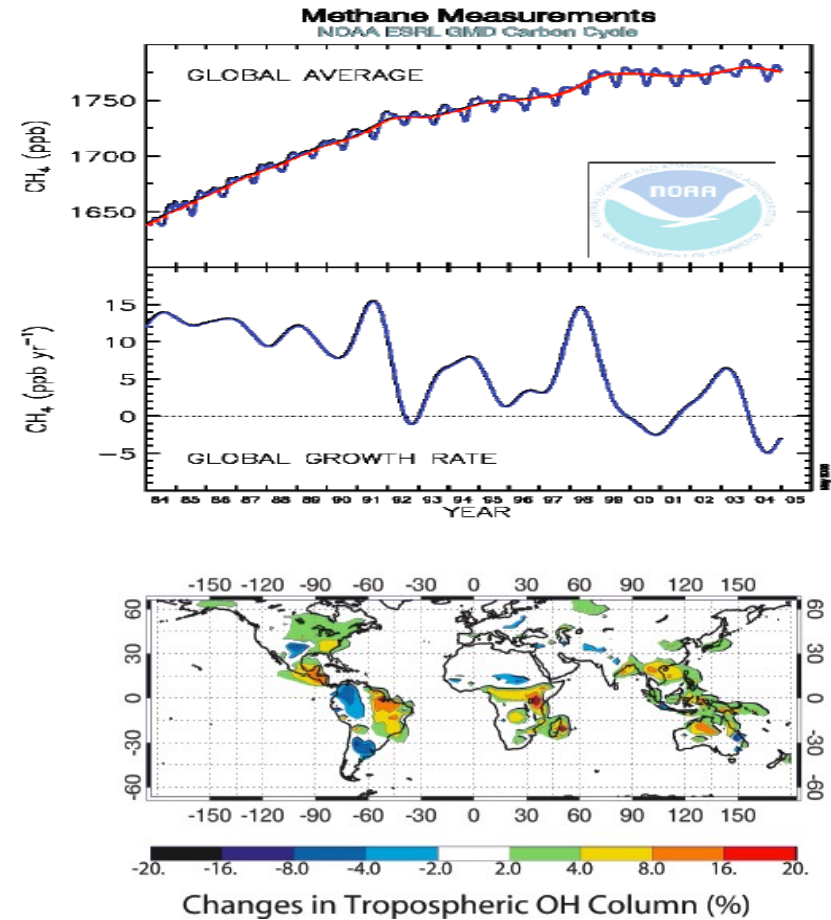 Methane Measurements
NOAA ESRL GMD Carbon Cycle
GLOBAL AVERAGE
CH₄ (ppb)
1750
1700
1650
NOAA
15
10
5
0
-5
CH₄ (ppb yr⁻¹)
GLOBAL GROWTH RATE
84 85 86 87 88 89 90 91 92 93 94 95 96 97 98 99 00 01 02 03 04 05
YEAR
-150 -120 -90 -60 -30 0 30 60 90 120 150
60 60
30 30
0 0
-30 -30
-60 -60
-150 -120 -90 -60 -30 0 30 60 90 120 150
-20. -16. -8.0 -4.0 -2.0 2.0 4.0 8.0 16. 20.
Changes in Tropospheric OH Column (%)